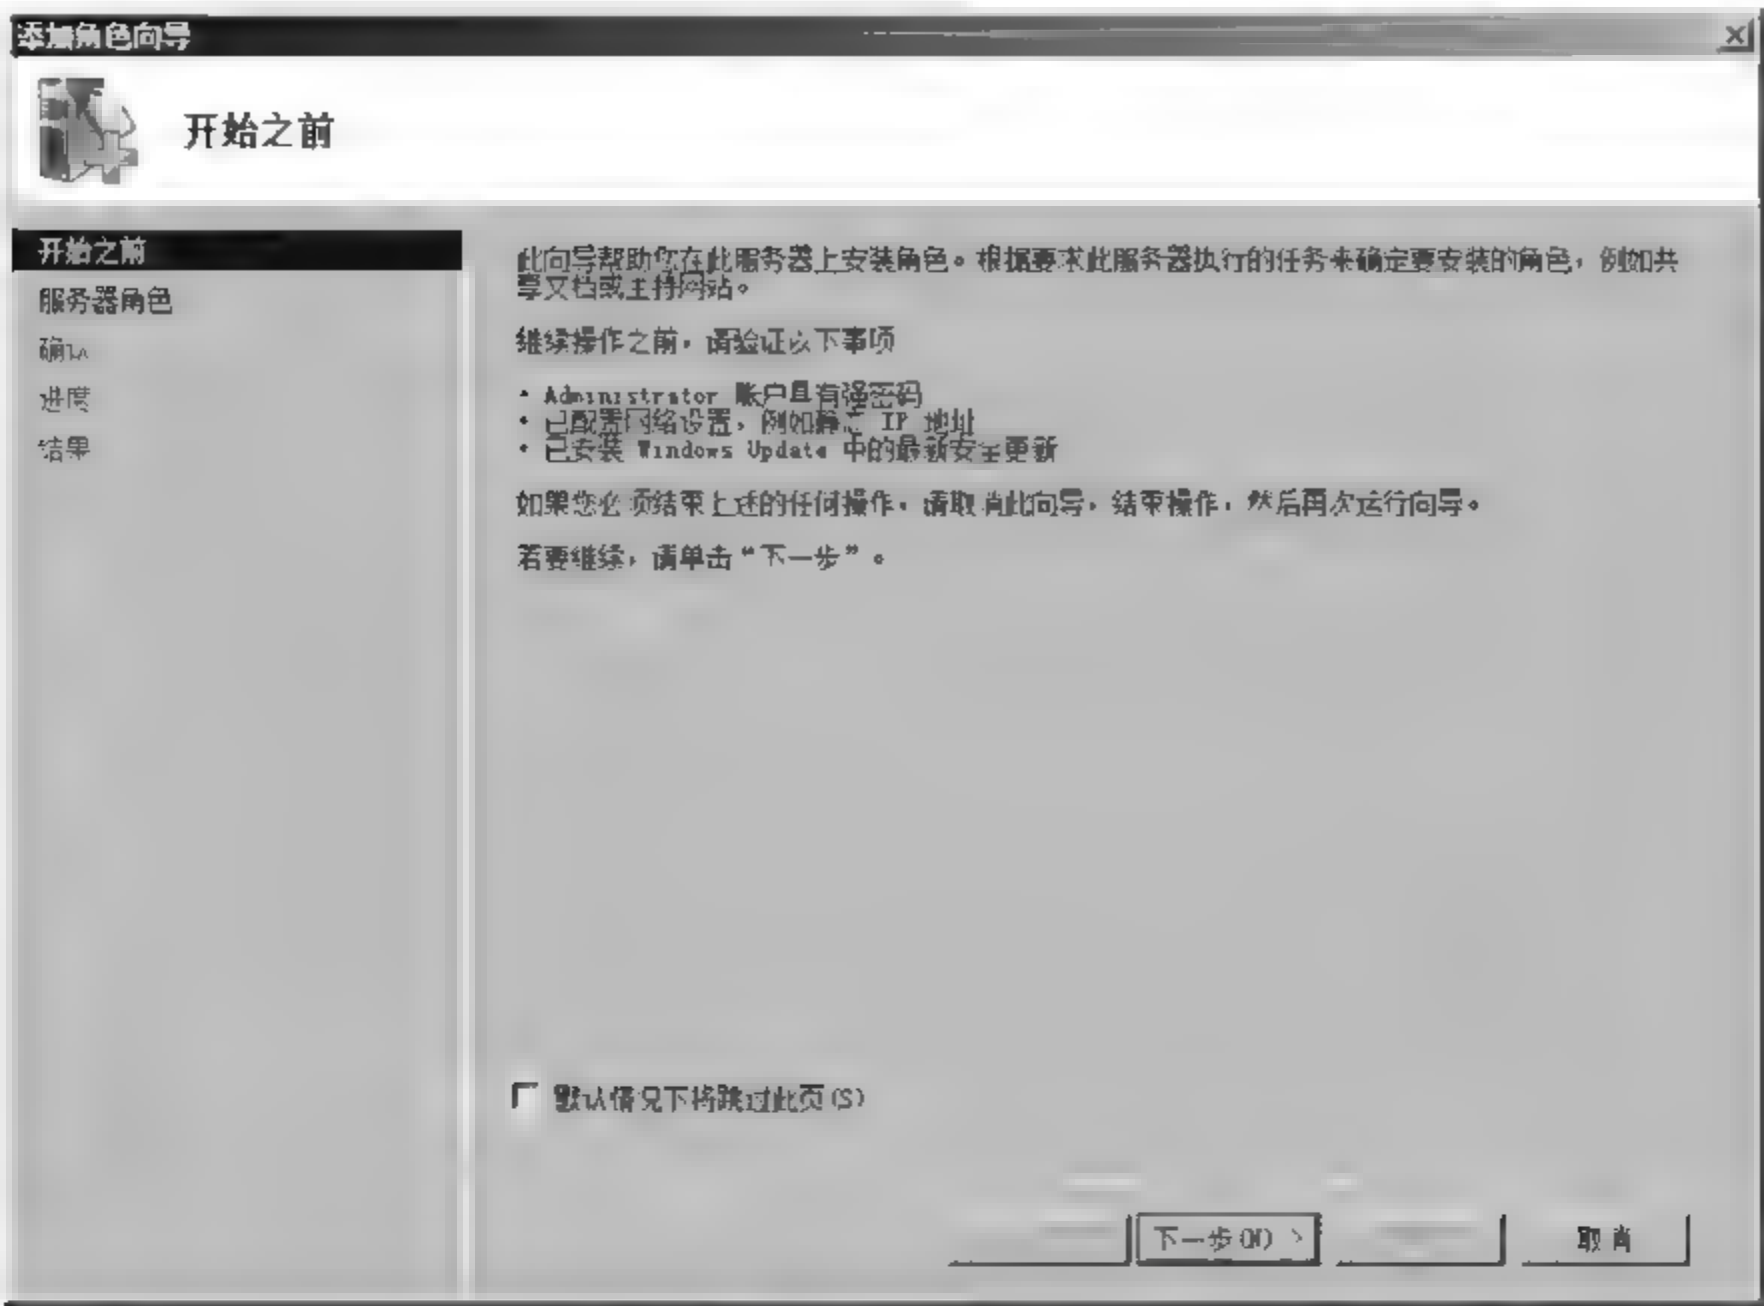 添加角色向导
开始之前
开始之前
服务器角色
确认
进度
结果
此向导帮助您在此服务器上安装角色。根据要求此服务器执行的任务来确定要安装的角色，例如共
享文档或主持网站。
继续操作之前，请验证以下事项
• Administrator 账户具有强密码
• 已配置网络设置，例如静态 IP 地址
• 已安装 Windows Update 中的最新安全更新
如果您必须结束上述的任何操作，请取消此向导，结束操作，然后再次运行向导。
若要继续，请单击“下一步”。
默认情况下将跳过此页(S)
下一步(N) >
取消